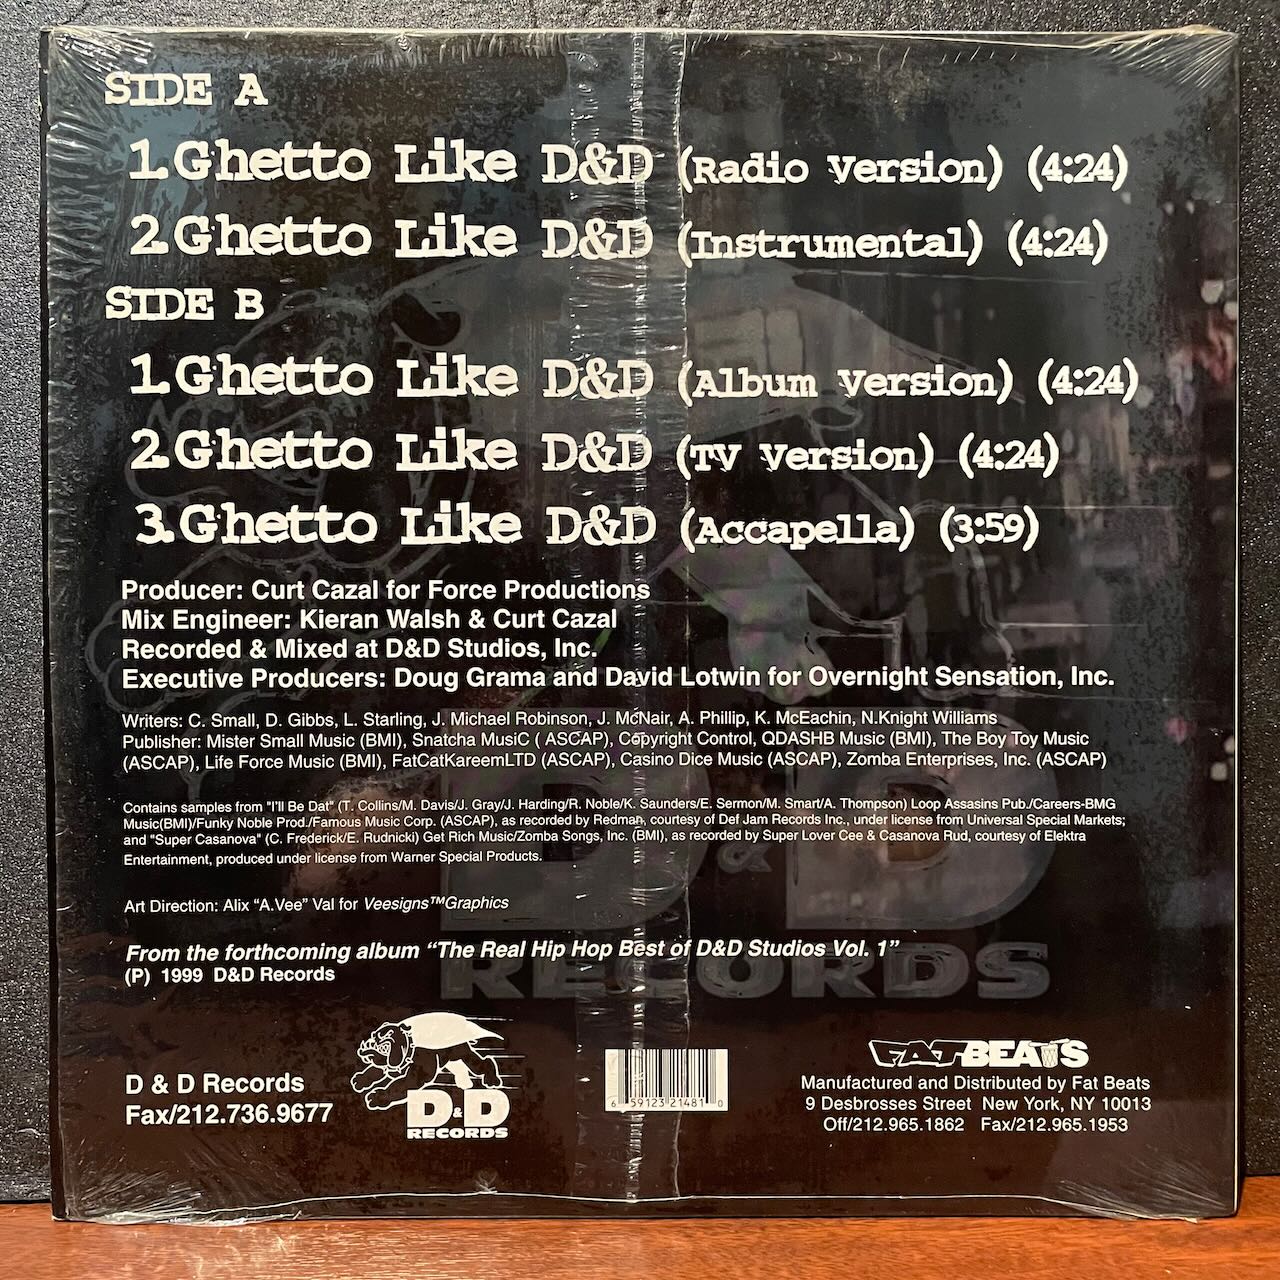 SIDE A
1.Ghetto Like D&D (Radio Version) (4:24)
2.Ghetto Like D&D (Instrumental) (4:24)
SIDE B
1.Ghetto Like D&D (Album Version) (4:24)
2.Ghetto Like D&D (TV Version) (4:24)
3.Ghetto Like D&D (Accapella) (3:59)
Producer: Curt Cazal for Force Productions
Mix Engineer: Kieran Walsh & Curt Cazal
Recorded & Mixed at D&D Studios, Inc.
Executive Producers: Doug Grama and David Lotwin for Overnight Sensation, Inc.
Writers: C. Small, D. Gibbs, L. Starling, J. Michael Robinson, J. McNair, A. Phillip, K. McEachin, N.Knight Williams
Publisher: Mister Small Music (BMI), Snatcha MusiC ( ASCAP), Copyright Control, QDASHB Music (BMI), The Boy Toy Music
(ASCAP), Life Force Music (BMI), FatCatKareemLTD (ASCAP), Casino Dice Music (ASCAP), Zomba Enterprises, Inc. (ASCAP)
Contains samples from "I'll Be Dat" (T. Collins/M. Davis/J. Gray/J. Harding/R. Noble/K. Saunders/E. Sermon/M. Smart/A. Thompson) Loop Assasins Pub./Careers-BMG
Music(BMI)/Funky Noble Prod./Famous Music Corp. (ASCAP), as recorded by Redman, courtesy of Def Jam Records Inc., under license from Universal Special Markets;
and "Super Casanova" (C. Frederick/E. Rudnicki) Get Rich Music/Zomba Songs, Inc. (BMI), as recorded by Super Lover Cee & Casanova Rud, courtesy of Elektra
Entertainment, produced under license from Warner Special Products.
Art Direction: Alix “A.Vee” Val for Veesigns™Graphics
From the forthcoming album “The Real Hip Hop Best of D&D Studios Vol. 1”
(P) 1999 D&D Records
D&D
RECORDS
D & D Records
Fax/212.736.9677
D&D
RECORDS
6 59123 21481 0
FAT BEATS
Manufactured and Distributed by Fat Beats
9 Desbrosses Street New York, NY 10013
Off/212.965.1862 Fax/212.965.1953